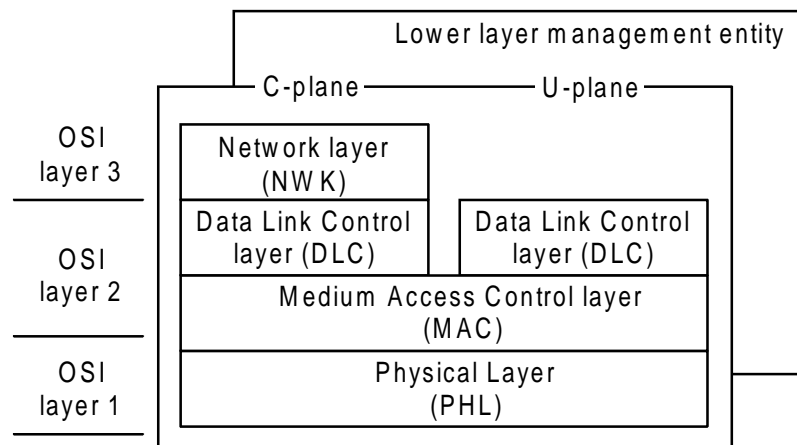 Lower layer management entity
C-plane
U-plane
OSI
layer 3
Network layer
(NWK)
Data Link Control
layer (DLC)
Data Link Control
layer (DLC)
OSI
layer 2
Medium Access Control layer
(MAC)
OSI
layer 1
Physical Layer
(PHL)